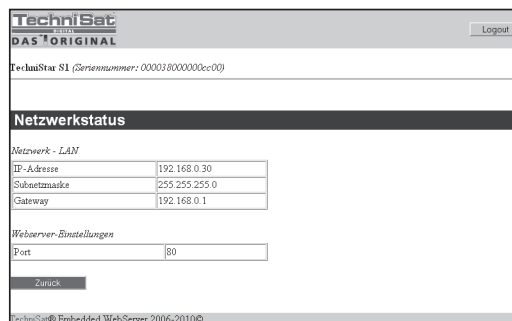 TechniSat
DIGITAL
DAS ORIGINAL
Logout
TechniStar S1 (Seriennummer: 000038000000cc00)
Netzwerkstatus
Netzwerk - LAN
IP-Adresse 192.168.0.30
Subnetzmaske 255.255.255.0
Gateway 192.168.0.1
Webserver-Einstellungen
Port 80
Zurück
TechniSat® Embedded WebServer 2006-2010©